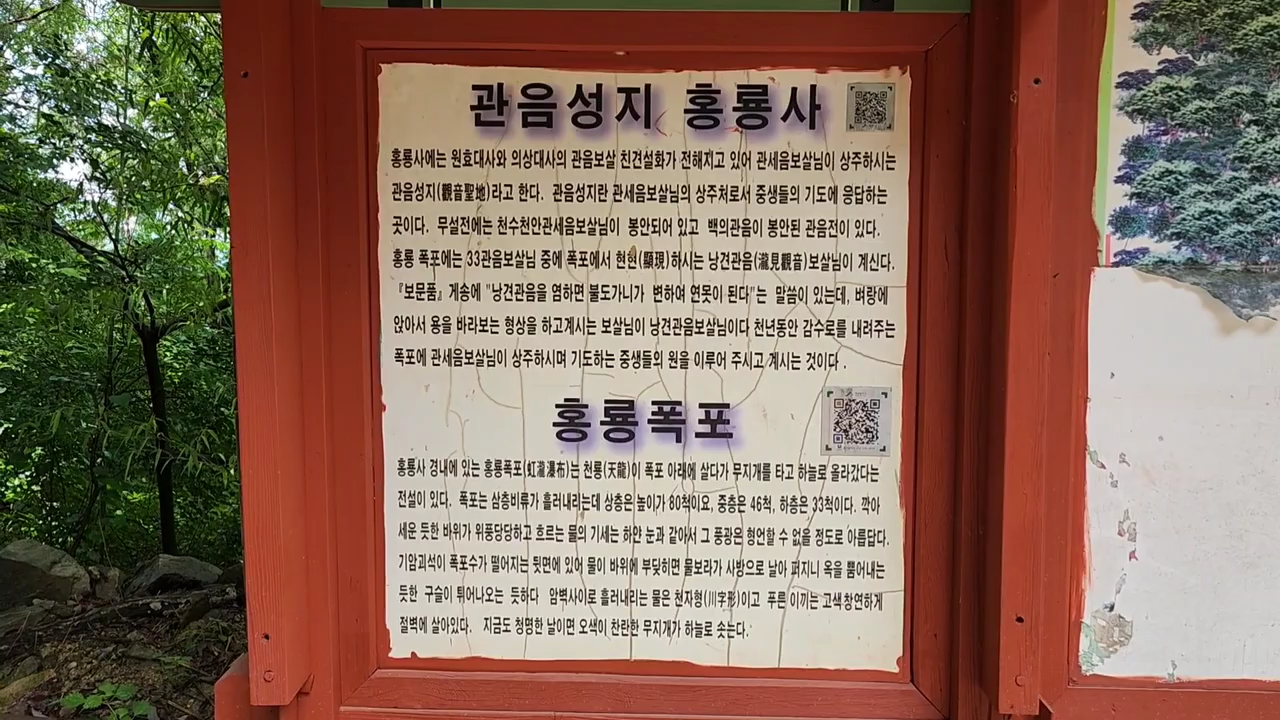 관음성지 홍룡사
홍룡사에는 원효대사와 의상대사의 관음보살 친견설화가 전해지고 있어 관세음보살님이 상주하시는
관음성지(觀音聖地)라고 한다. 관음성지란 관세음보살님의 상주처로서 중생들의 기도에 응답하는
곳이다. 무설전에는 천수천안관세음보살님이 봉안되어 있고 백의관음이 봉안된 관음전이 있다.
홍룡 폭포에는 33관음보살님 중에 폭포에서 현현(顯現)하시는 낭견관음(瀧見觀音)보살님이 계신다.
『보문품』 게송에 "낭견관음을 염하면 불도가니가 변하여 연못이 된다"는 말씀이 있는데, 벼랑에
앉아서 용을 바라보는 형상을 하고계시는 보살님이 낭견관음보살님이다 천년동안 감수로를 내려주는
폭포에 관세음보살님이 상주하시며 기도하는 중생들의 원을 이루어 주시고 계시는 것이다 .
홍룡폭포
홍룡사 경내에 있는 홍룡폭포(虹瀧瀑布)는 천룡(天龍)이 폭포 아래에 살다가 무지개를 타고 하늘로 올라갔다는
전설이 있다. 폭포는 삼층비류가 흘러내리는데 상층은 높이가 80척이요, 중층은 46척, 하층은 33척이다. 깍아
세운 듯한 바위가 위풍당당하고 흐르는 물의 기세는 하얀 눈과 같아서 그 풍광은 형언할 수 없을 정도로 아름답다.
기암괴석이 폭포수가 떨어지는 뒷면에 있어 물이 바위에 부딪히면 물보라가 사방으로 날아 퍼지니 옥을 뿜어내는
듯한 구슬이 튀어나오는 듯하다 암벽사이로 흘러내리는 물은 천자형(川字形)이고 푸른 이끼는 고색창연하게
절벽에 살아있다. 지금도 청명한 날이면 오색이 찬란한 무지개가 하늘로 솟는다.